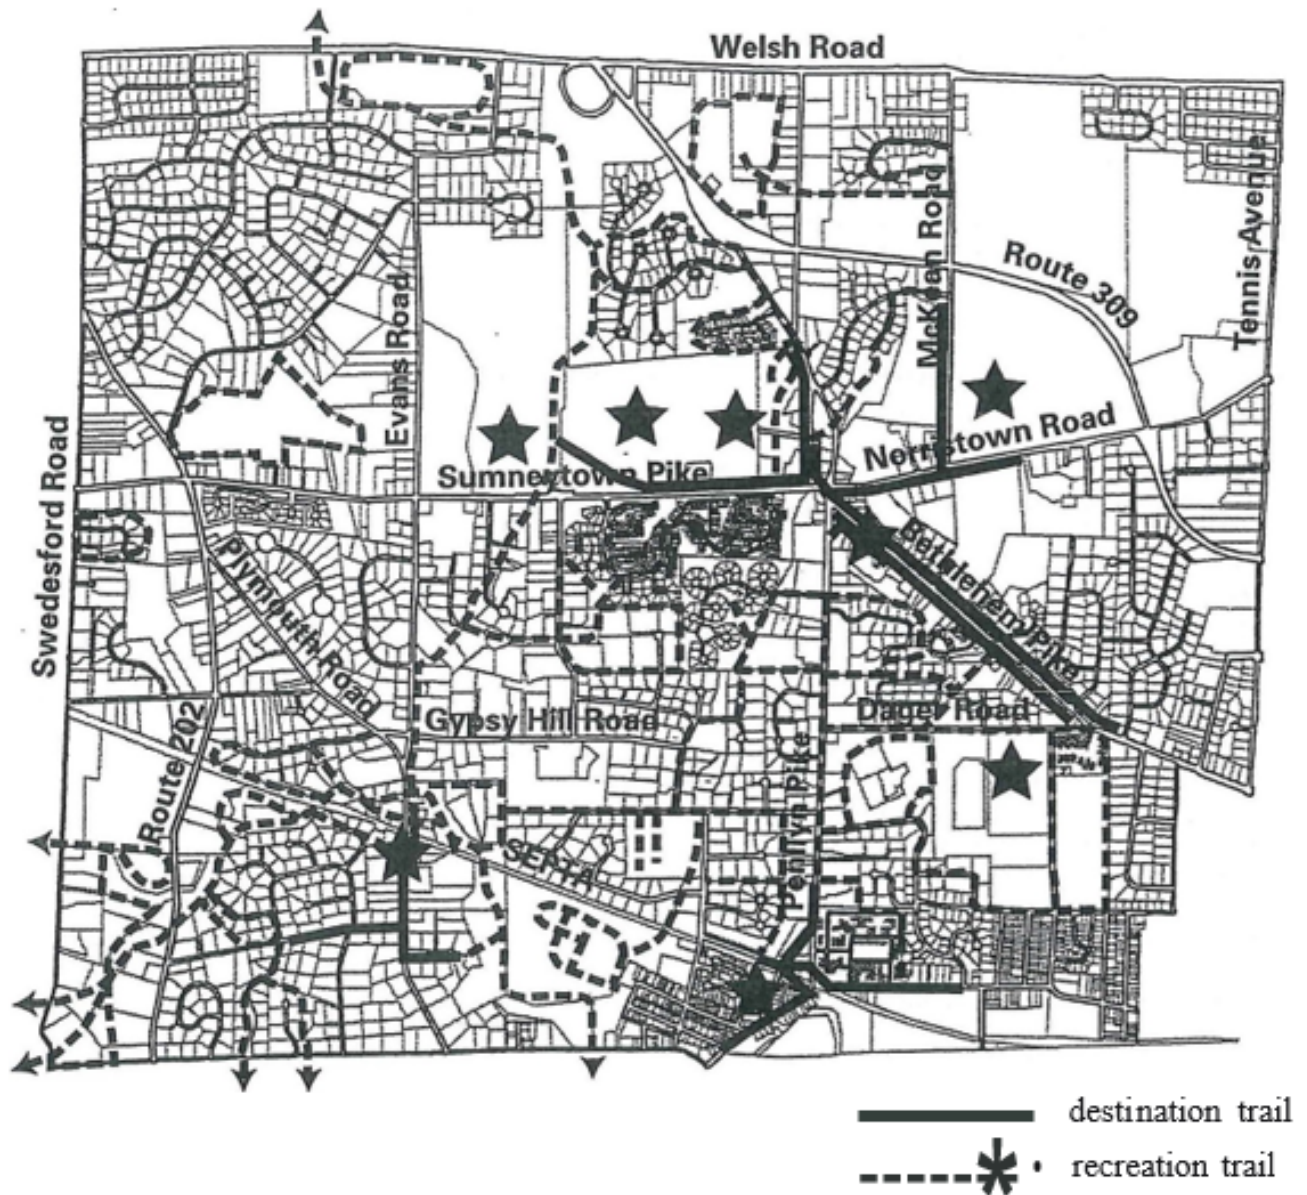 Welsh Road
McKean Road
Tennis Avenue
Route 309
Evans Road
Norristown Road
Sumneytown Pike
Swedesford Road
Bethlehem Pike
Plymouth Road
Gypsy Hill Road
Dager Road
Route 202
Penllyn Pike
SEPTA
destination trail
recreation trail